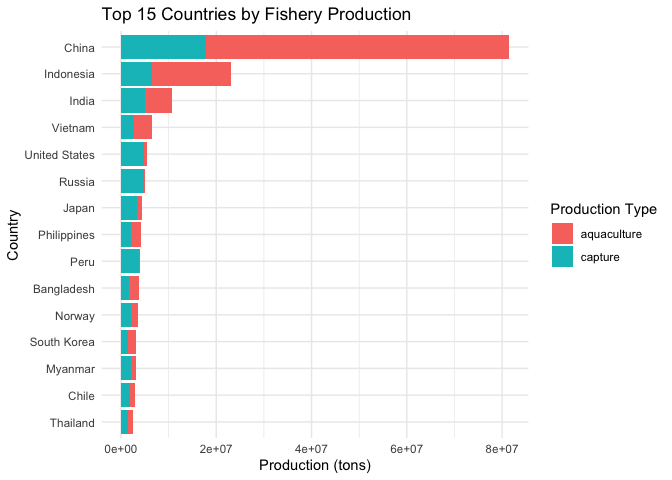 Top 15 Countries by Fishery Production
Country
China
Indonesia
India
Vietnam
United States
Russia
Japan
Philippines
Peru
Bangladesh
Norway
South Korea
Myanmar
Chile
Thailand
0e+00 2e+07 4e+07 6e+07 8e+07
Production (tons)
Production Type
aquaculture
capture